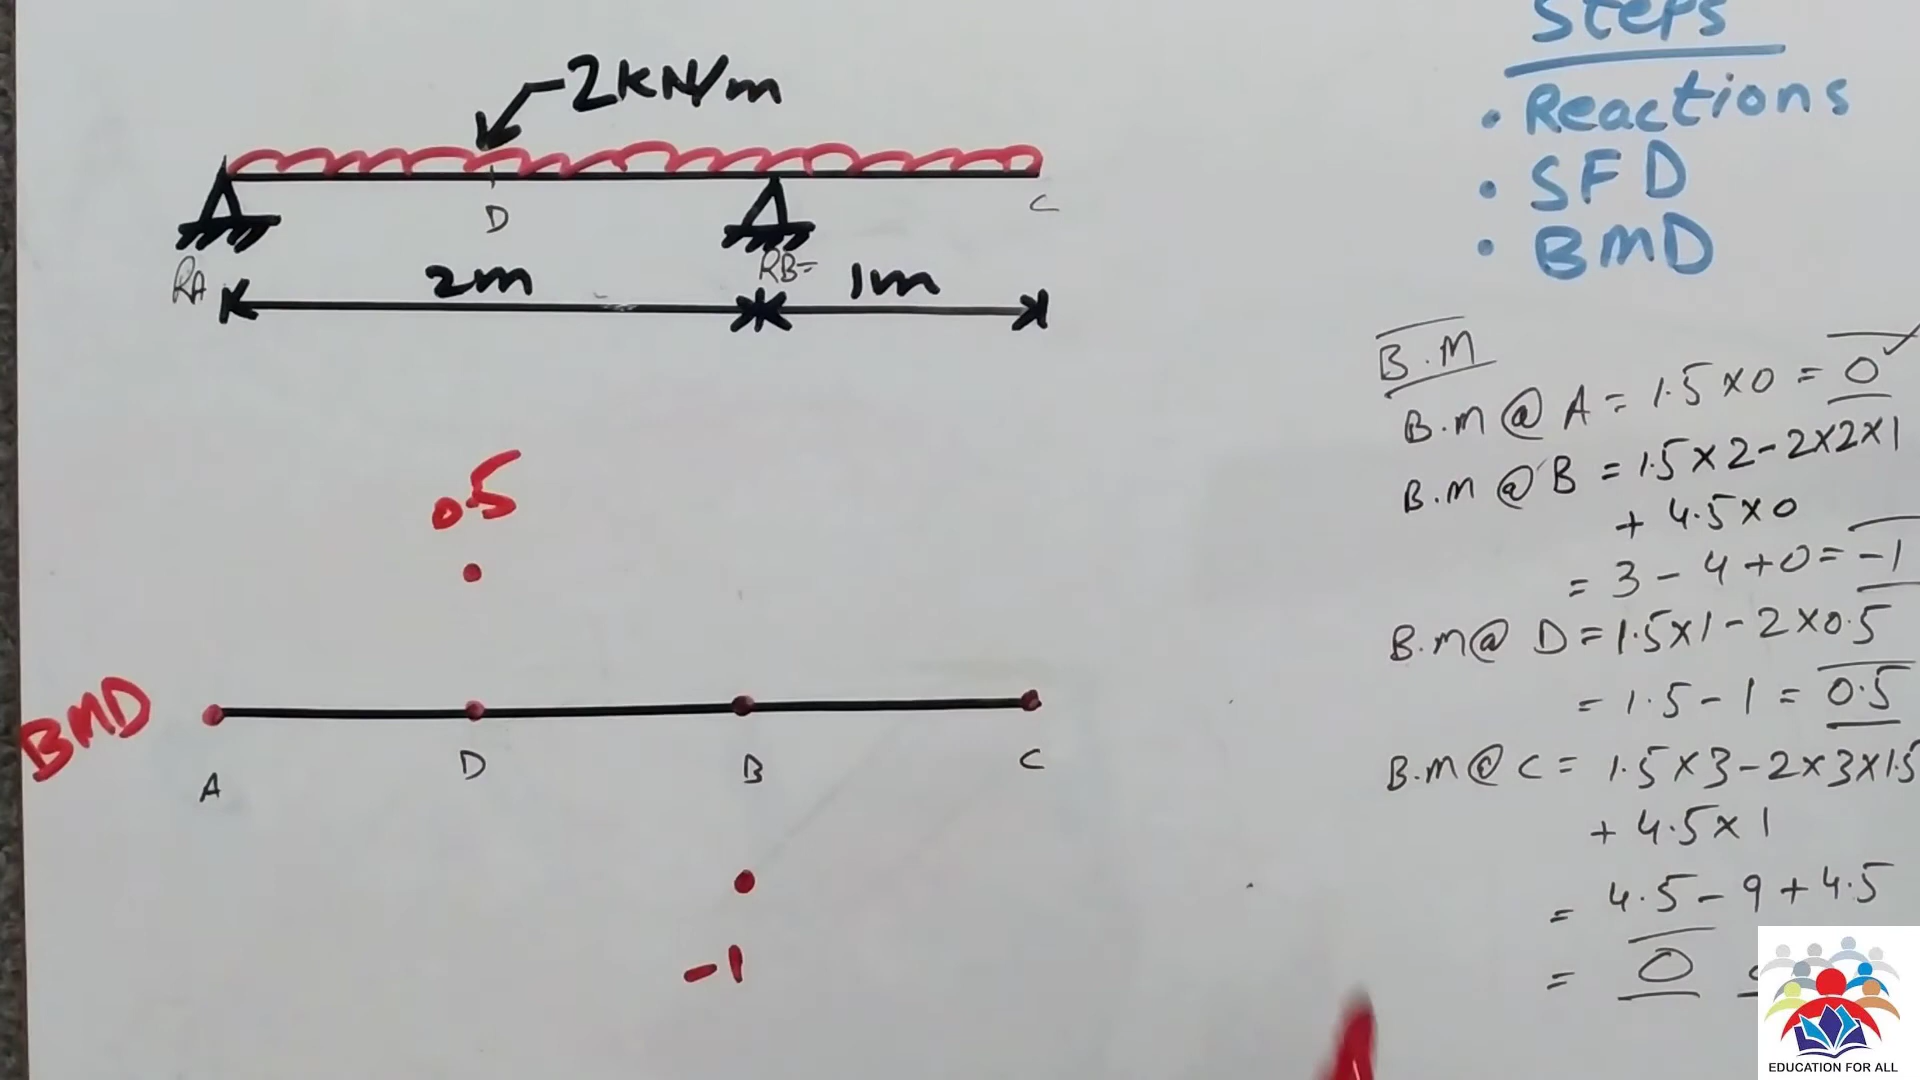 Steps
• Reactions
• SFD
• BMD
2KN/m
D
C
RA
RB=
2m
1m
B.M
B.M @ A = 1.5 × 0 = 0
B.M @ B = 1.5 × 2 - 2×2×1
+ 4.5×0
= 3 - 4 + 0 = -1
B.M@ D = 1.5×1 - 2 ×0.5
= 1.5 - 1 = 0.5
B.M @ C = 1.5 ×3 - 2×3×1.5
+ 4.5×1
= 4.5 - 9 + 4.5
= 0
0.5
BMD
A
D
B
C
-1
EDUCATION FOR ALL